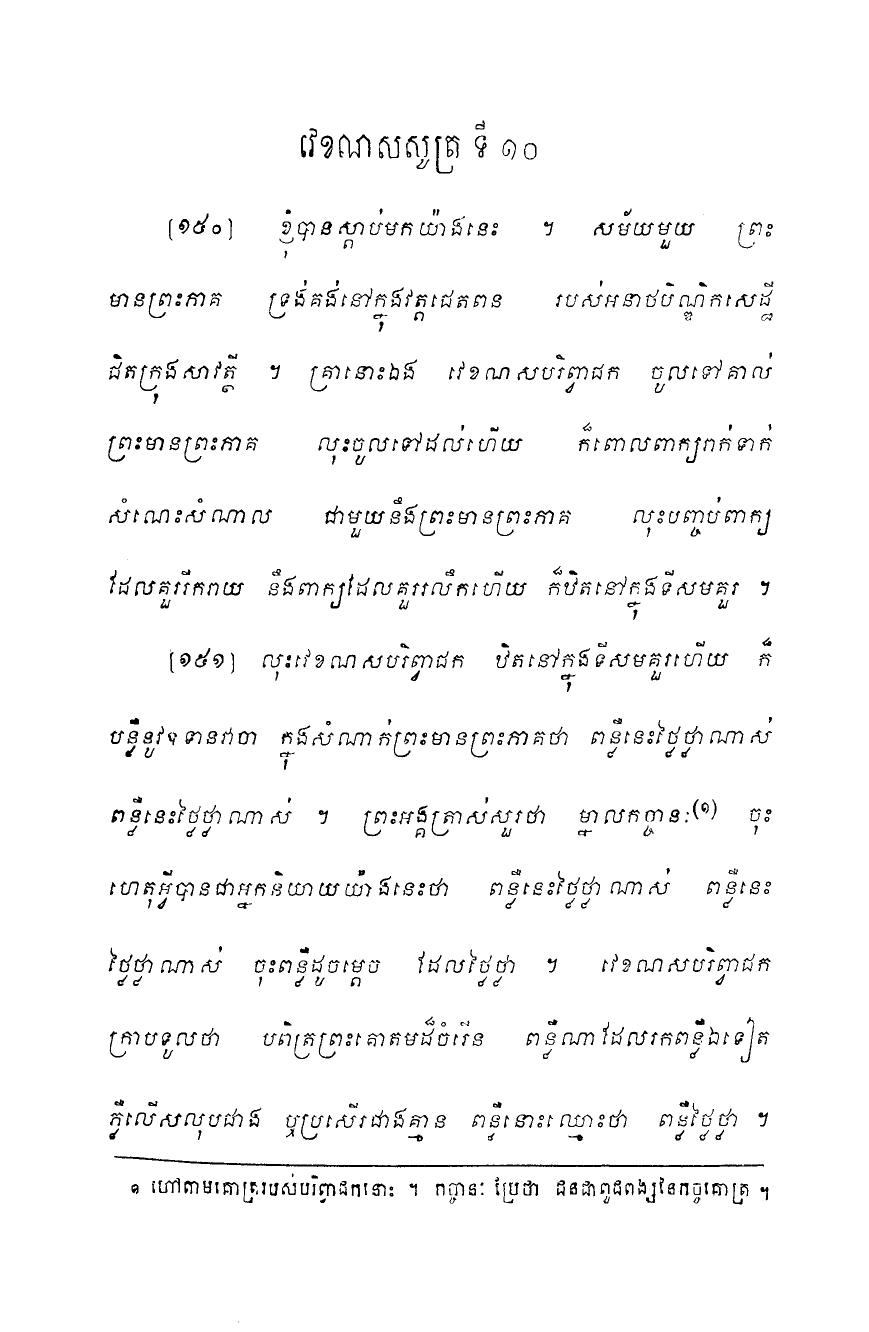 វេខណសសូត្រ ទី ១០
[១៥០] ខ្ញុំបានស្តាប់មកយ៉ាងនេះ ។ សម័យមួយ ព្រះ
មានព្រះភាគ ទ្រង់គង់នៅក្នុងវត្តជេតពន របស់អនាថបិណ្ឌិកសេដ្ឋី
ជិតក្រុងសាវត្ថី ។ គ្រានោះឯង វេខណសបរិព្វាជក ចូលទៅគាល់
ព្រះមានព្រះភាគ លុះចូលទៅដល់ហើយ ក៏ពោលពាក្យរាក់ទាក់
សំណេះសំណាល ជាមួយនឹងព្រះមានព្រះភាគ លុះបញ្ចប់ពាក្យ
ដែលគួររីករាយ នឹងពាក្យដែលគួររលឹកហើយ ក៏ឋិតនៅក្នុងទីសមគួរ ។
[១៥១] លុះវេខណសបរិព្វាជក ឋិតនៅក្នុងទីសមគួរហើយ ក៏
បន្លឺនូវឧទានវាចា ក្នុងសំណាក់ព្រះមានព្រះភាគថា ពន្លឺនេះថ្លៃថ្លាណាស់
ពន្លឺនេះថ្លៃថ្លាណាស់ ។ ព្រះអង្គត្រាស់សួរថា ម្នាលកច្ចានៈ(១) ចុះ
ហេតុអ្វីបានជាអ្នកនិយាយយ៉ាងនេះថា ពន្លឺនេះថ្លៃថ្លាណាស់ ពន្លឺនេះ
ថ្លៃថ្លាណាស់ ចុះពន្លឺដូចម្តេច ដែលថ្លៃថ្លា ។ វេខណសបរិព្វាជក
ក្រាបទូលថា បពិត្រព្រះគោតមដ៏ចំរើន ពន្លឺណាដែលរកពន្លឺឯទៀត
ភ្លឺលើសលុបជាង ឬប្រសើរជាងគ្មាន ពន្លឺនោះឈ្មោះថា ពន្លឺថ្លៃថ្លា ។
១ ហៅតាមគោត្ររបស់បរិព្វាជកនោះ ។ កច្ចានៈ ប្រែថា ជនជាពូជពង្សនៃកច្ចគោត្រ ។